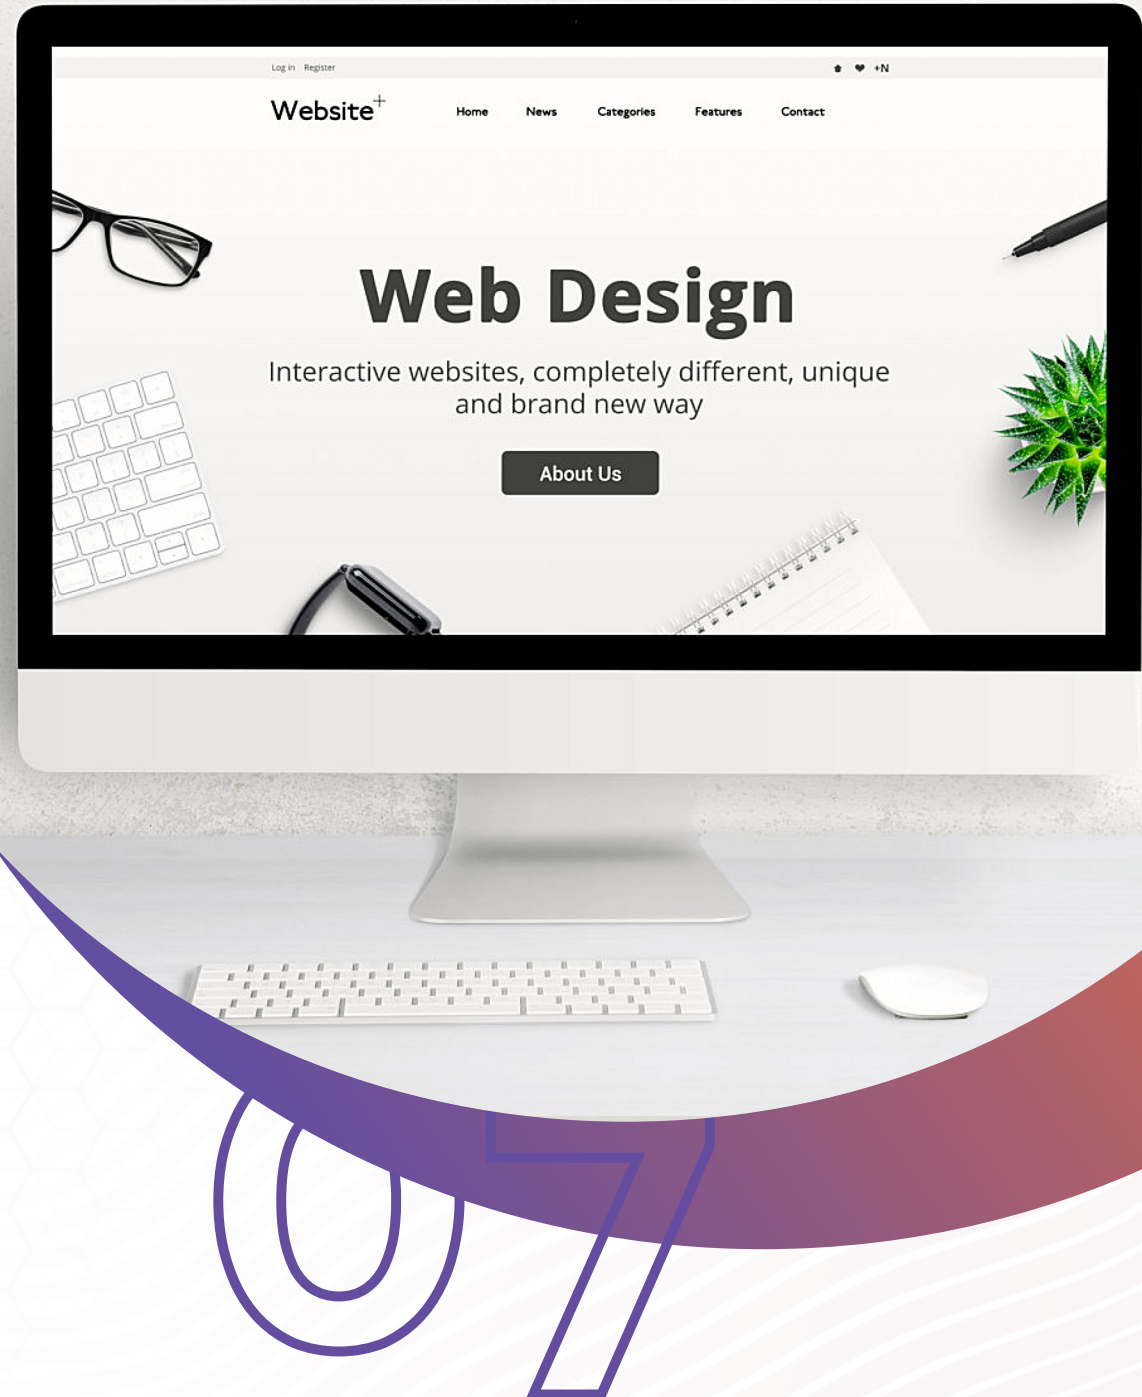 Log in Register
+N
Website+
Home News Categories Features Contact
Web Design
Interactive websites, completely different, unique
and brand new way
About Us
07